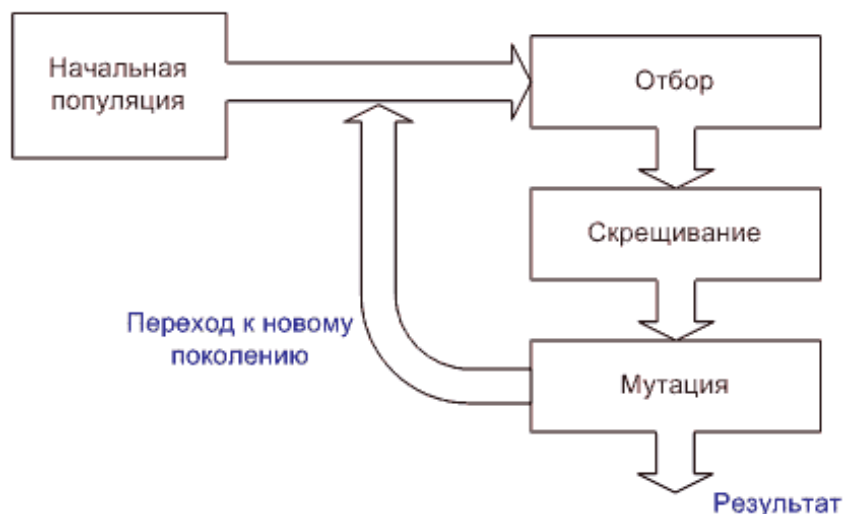 Начальная
популяция
Отбор
Скрещивание
Переход к новому
поколению
Мутация
Результат